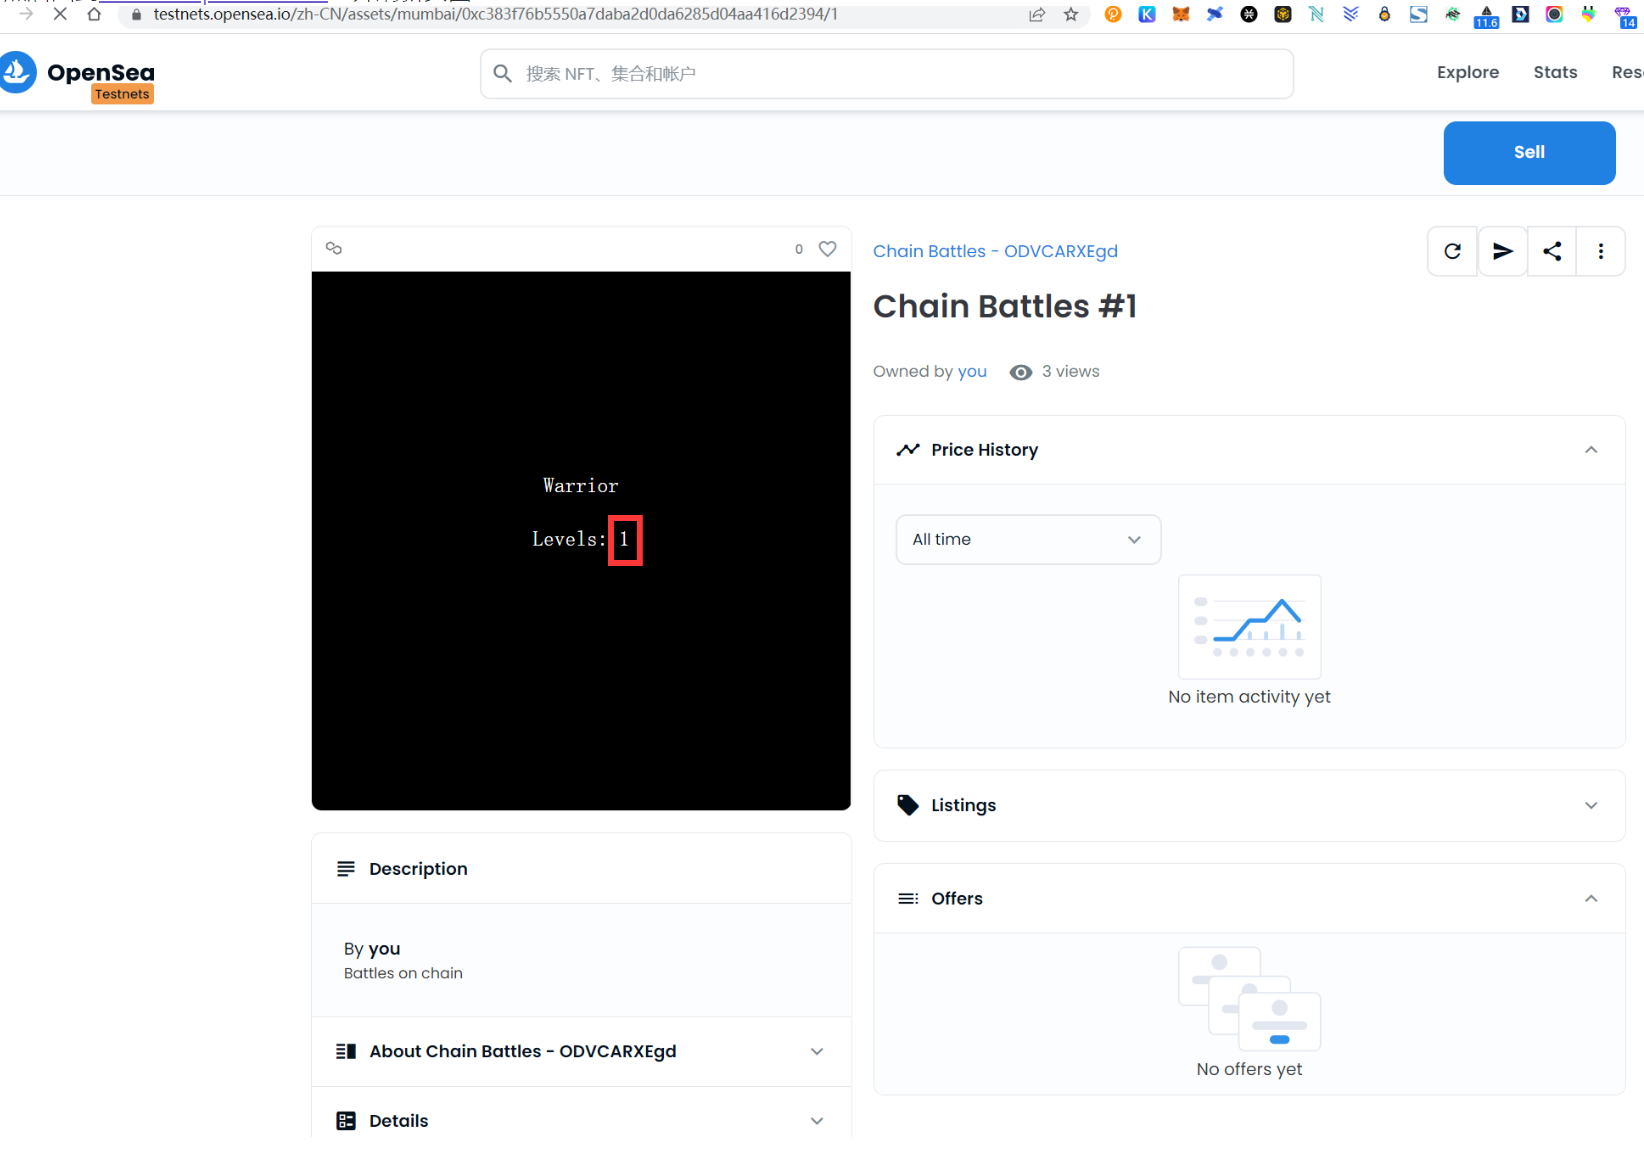 testnets.opensea.io/zh-CN/assets/mumbai/0xc383f76b5550a7daba2d0da6285d04aa416d2394/1
11.6
14
OpenSea
Testnets
搜索 NFT、集合和帐户
Explore
Stats
Res
Sell
0
Chain Battles - ODVCARXEgd
Chain Battles #1
Owned by you
3 views
Warrior
Levels: 1
Price History
All time
No item activity yet
Listings
Offers
No offers yet
Description
By you
Battles on chain
About Chain Battles - ODVCARXEgd
Details